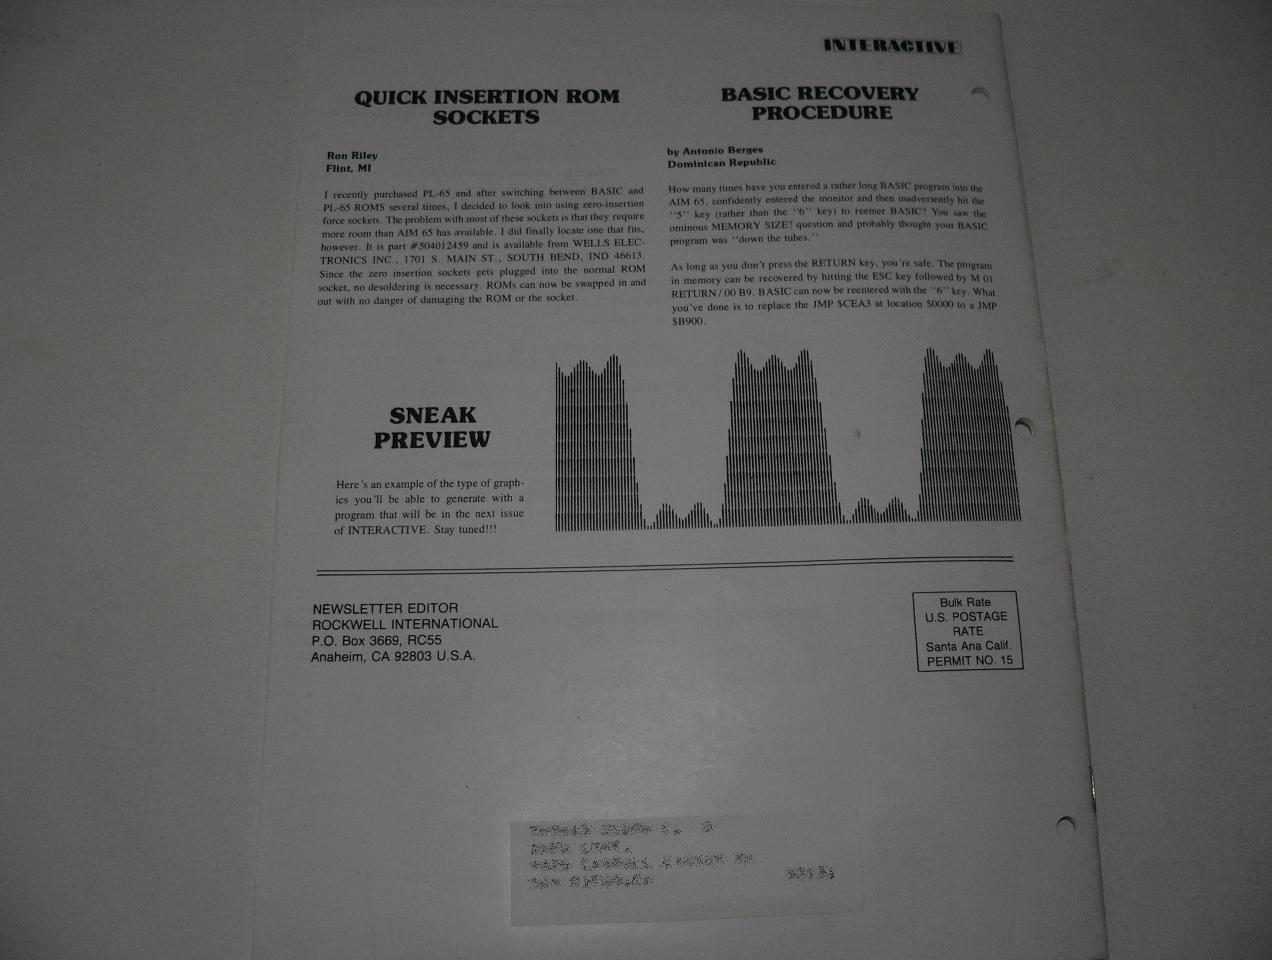 INTERACTIVE
QUICK INSERTION ROM
SOCKETS
Ron Riley
Flint, MI
I recently purchased PL-65 and after switching between BASIC and
PL-65 ROMS several times, I decided to look into using zero-insertion
force sockets. The problem with most of these sockets is that they require
more room than AIM 65 has available. I did finally locate one that fits,
however. It is part #504012459 and is available from WELLS ELEC-
TRONICS INC., 1701 S. MAIN ST., SOUTH BEND, IND 46613.
Since the zero insertion sockets gets plugged into the normal ROM
socket, no desoldering is necessary. ROMs can now be swapped in and
out with no danger of damaging the ROM or the socket.
BASIC RECOVERY
PROCEDURE
by Antonio Berges
Dominican Republic
How many times have you entered a rather long BASIC program into the
AIM 65, confidently entered the monitor and then inadvertently hit the
"5" key (rather than the "6" key) to reenter BASIC? You saw the
ominous MEMORY SIZE? question and probably thought your BASIC
program was "down the tubes."
As long as you don't press the RETURN key, you're safe. The program
in memory can be recovered by hitting the ESC key followed by M 01
RETURN / 00 B9. BASIC can now be reentered with the "6" key. What
you've done is to replace the JMP $CEA3 at location $0000 to a JMP
$B900.
SNEAK
PREVIEW
Here's an example of the type of graph-
ics you'll be able to generate with a
program that will be in the next issue
of INTERACTIVE. Stay tuned!!!
NEWSLETTER EDITOR
ROCKWELL INTERNATIONAL
P.O. Box 3669, RC55
Anaheim, CA 92803 U.S.A.
Bulk Rate
U.S. POSTAGE
RATE
Santa Ana Calif.
PERMIT NO. 15